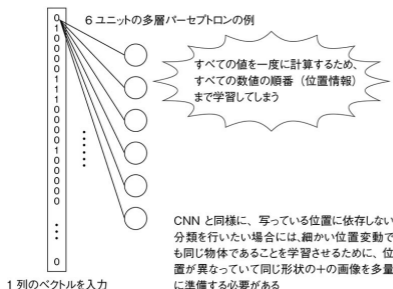 6 ユニットの多層パーセプトロンの例
0
1
0
0
0
0
1
1
1
0
0
0
0
1
0
0
0
0
0
…
0
すべての値を一度に計算するため、
すべての数値の順番（位置情報）
まで学習してしまう
……
CNN と同様に、写っている位置に依存しない
分類を行いたい場合には、細かい位置変動で
も同じ物体であることを学習させるために、位
置が異なっていて同じ形状の+の画像を多量
に準備する必要がある
1 列のベクトルを入力